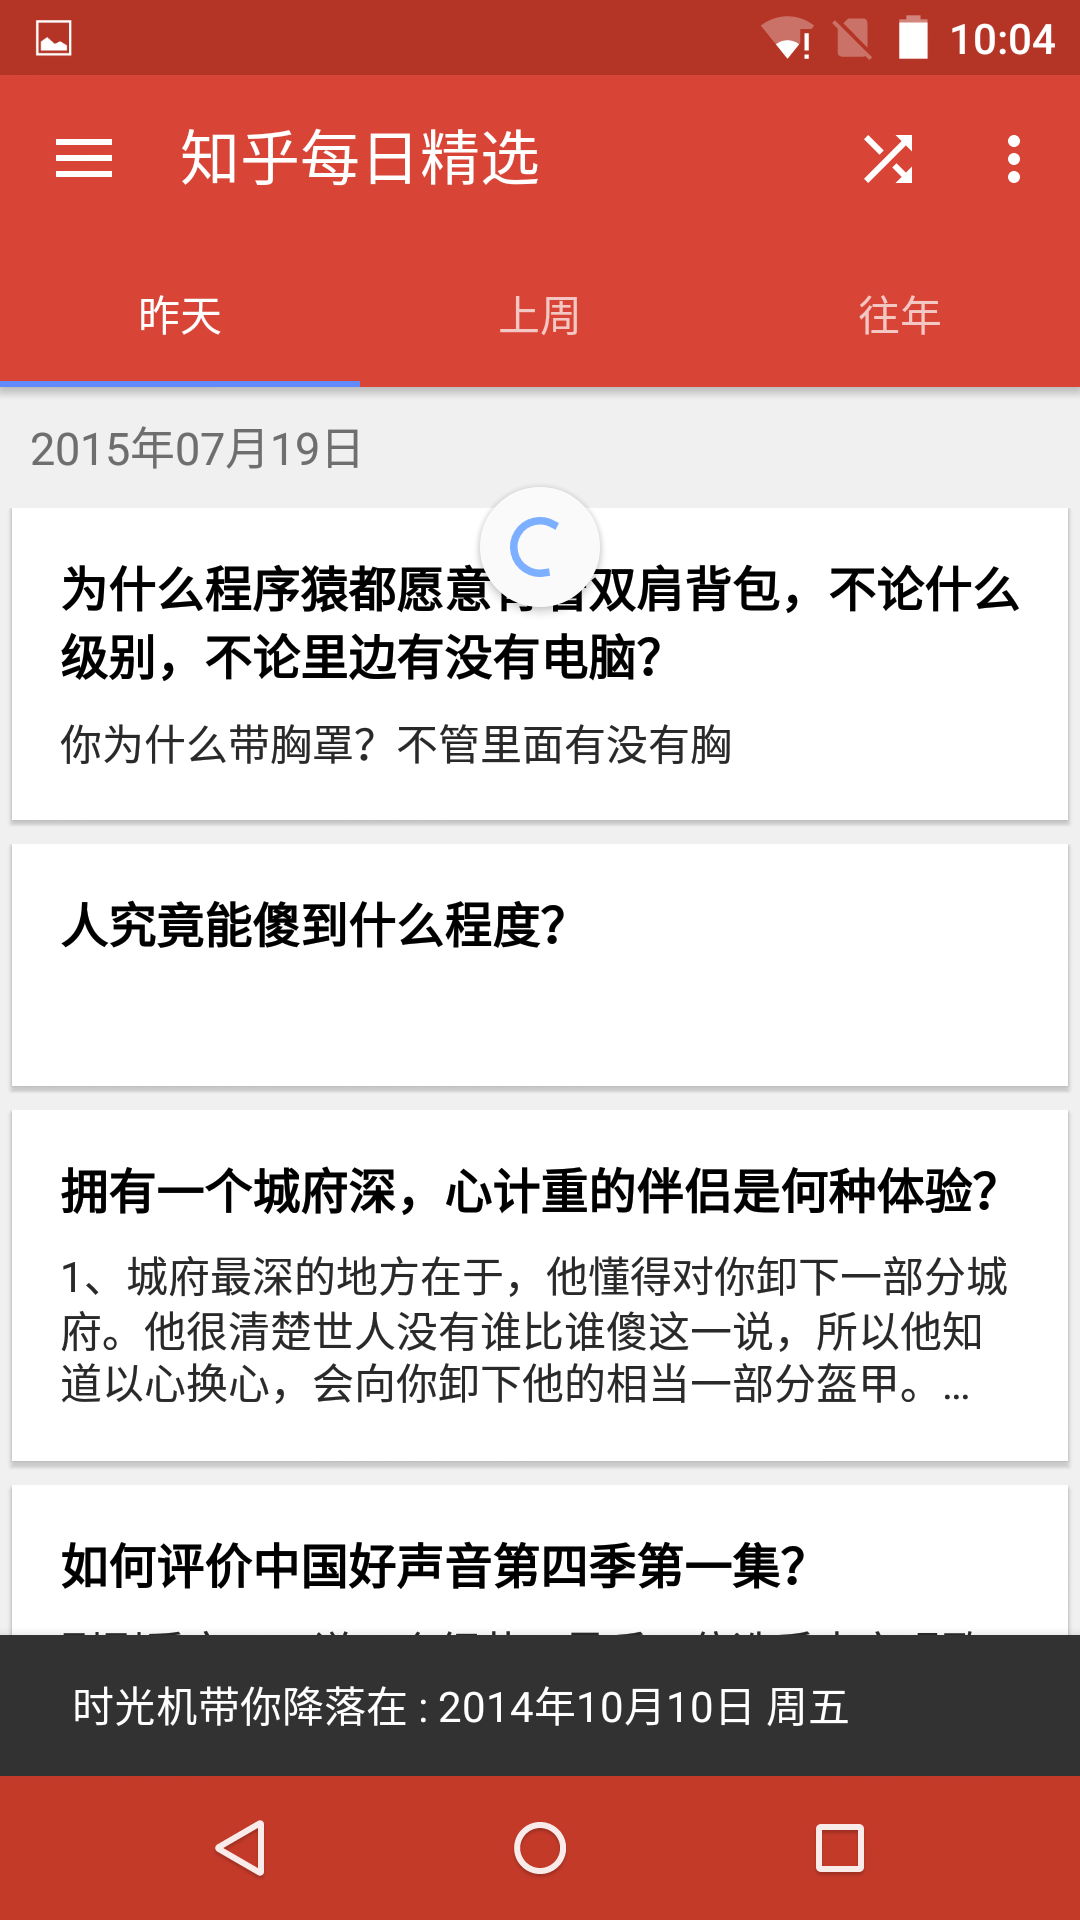 10:04
知乎每日精选
昨天
上周
往年
2015年07月19日
为什么程序猿都愿意背着双肩背包，不论什么
级别，不论里边有没有电脑？
你为什么带胸罩？不管里面有没有胸
人究竟能傻到什么程度？
拥有一个城府深，心计重的伴侣是何种体验？
1、城府最深的地方在于，他懂得对你卸下一部分城
府。他很清楚世人没有谁比谁傻这一说，所以他知
道以心换心，会向你卸下他的相当一部分盔甲。…
如何评价中国好声音第四季第一集？
时光机带你降落在 : 2014年10月10日 周五